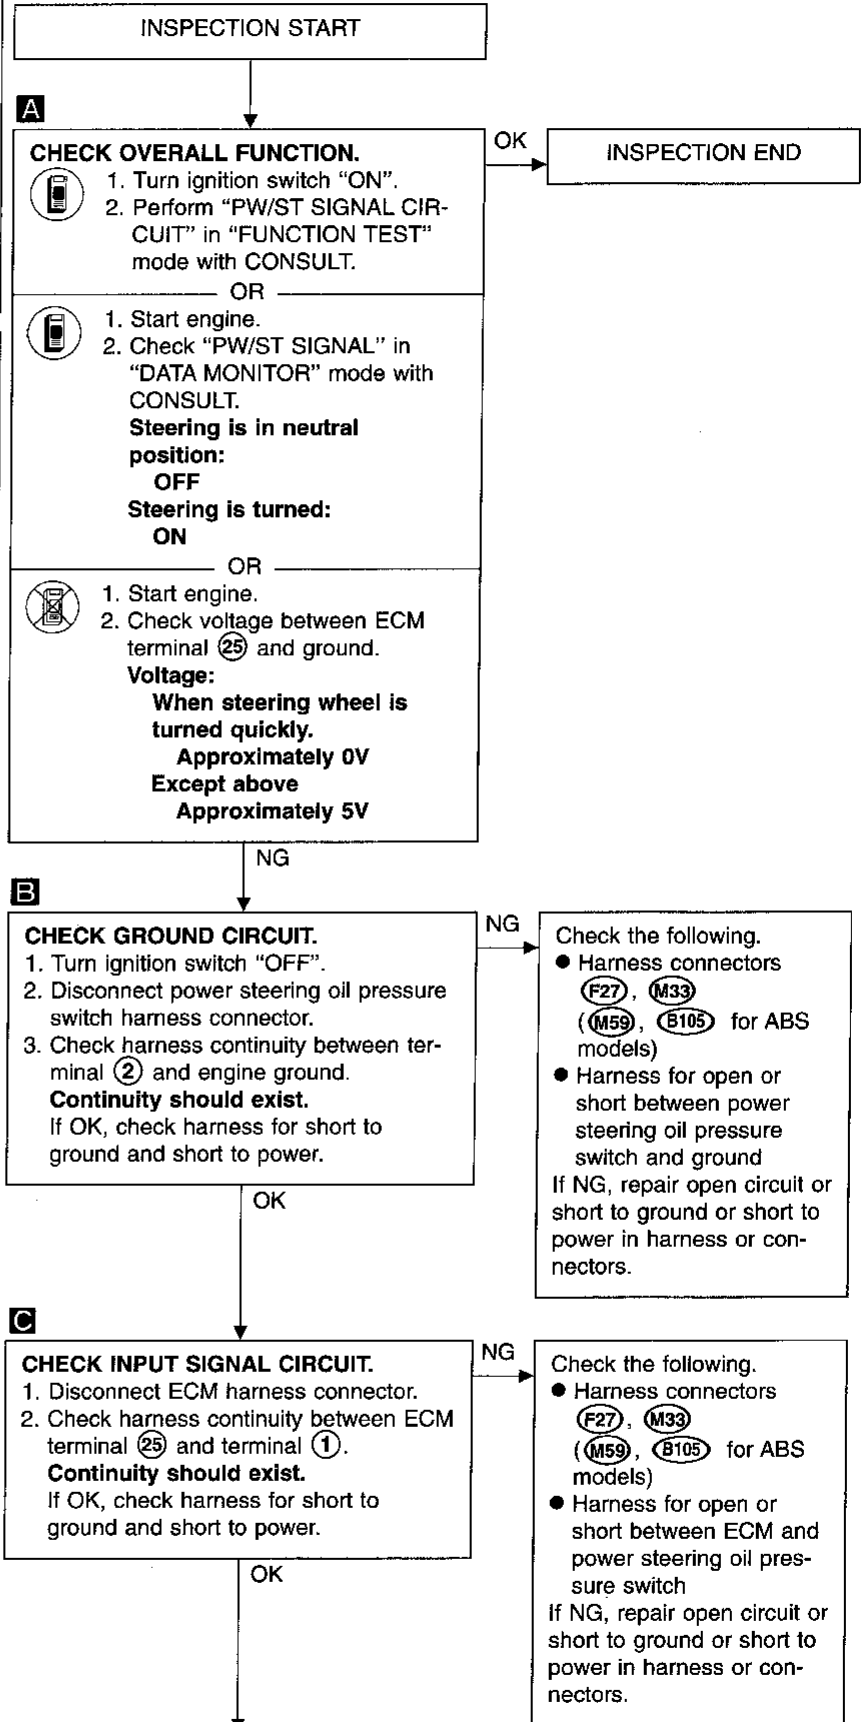 INSPECTION START
A
CHECK OVERALL FUNCTION.
1. Turn ignition switch “ON”.
2. Perform “PW/ST SIGNAL CIR-
CUIT” in “FUNCTION TEST”
mode with CONSULT.
OR
1. Start engine.
2. Check “PW/ST SIGNAL” in
“DATA MONITOR” mode with
CONSULT.
Steering is in neutral
position:
OFF
Steering is turned:
ON
OR
1. Start engine.
2. Check voltage between ECM
terminal 25 and ground.
Voltage:
When steering wheel is
turned quickly.
Approximately 0V
Except above
Approximately 5V
OK
INSPECTION END
NG
B
CHECK GROUND CIRCUIT.
1. Turn ignition switch “OFF”.
2. Disconnect power steering oil pressure
switch harness connector.
3. Check harness continuity between ter-
minal 2 and engine ground.
Continuity should exist.
If OK, check harness for short to
ground and short to power.
NG
Check the following.
● Harness connectors
F27, M33
(M59, B105 for ABS
models)
● Harness for open or
short between power
steering oil pressure
switch and ground
If NG, repair open circuit or
short to ground or short to
power in harness or con-
nectors.
OK
C
CHECK INPUT SIGNAL CIRCUIT.
1. Disconnect ECM harness connector.
2. Check harness continuity between ECM
terminal 25 and terminal 1.
Continuity should exist.
If OK, check harness for short to
ground and short to power.
NG
Check the following.
● Harness connectors
F27, M33
(M59, B105 for ABS
models)
● Harness for open or
short between ECM and
power steering oil pres-
sure switch
If NG, repair open circuit or
short to ground or short to
power in harness or con-
nectors.
OK